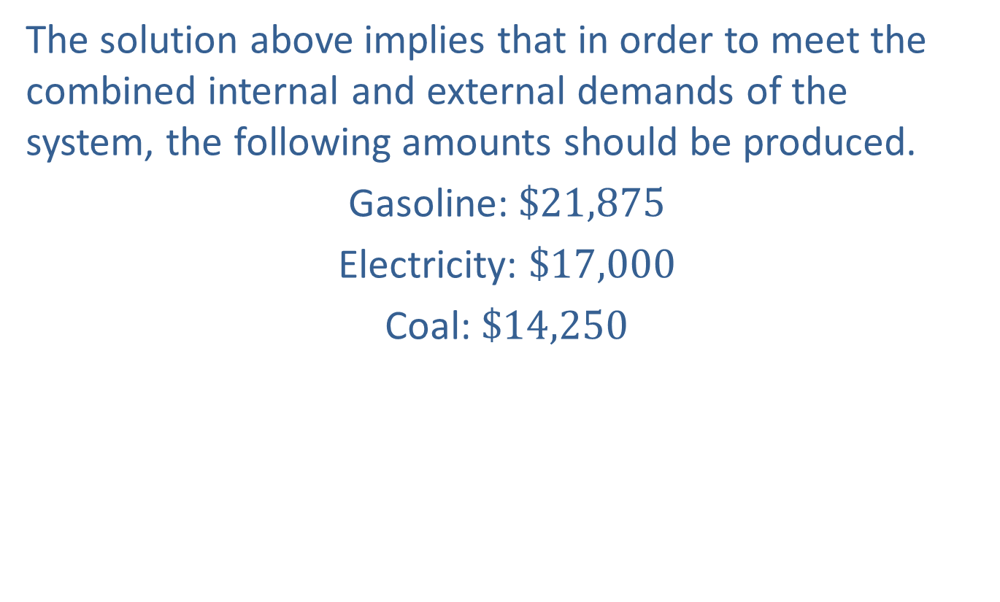 The solution above implies that in order to meet the
combined internal and external demands of the
system, the following amounts should be produced.
Gasoline: $21,875
Electricity: $17,000
Coal: $14,250